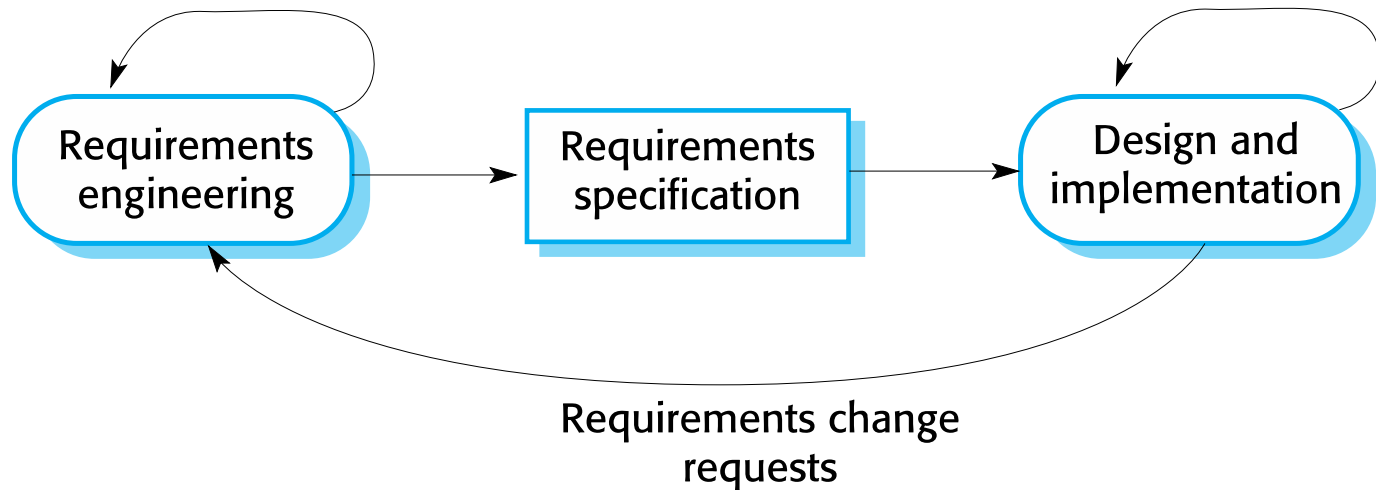 Requirements
engineering
Requirements
specification
Design and
implementation
Requirements change
requests